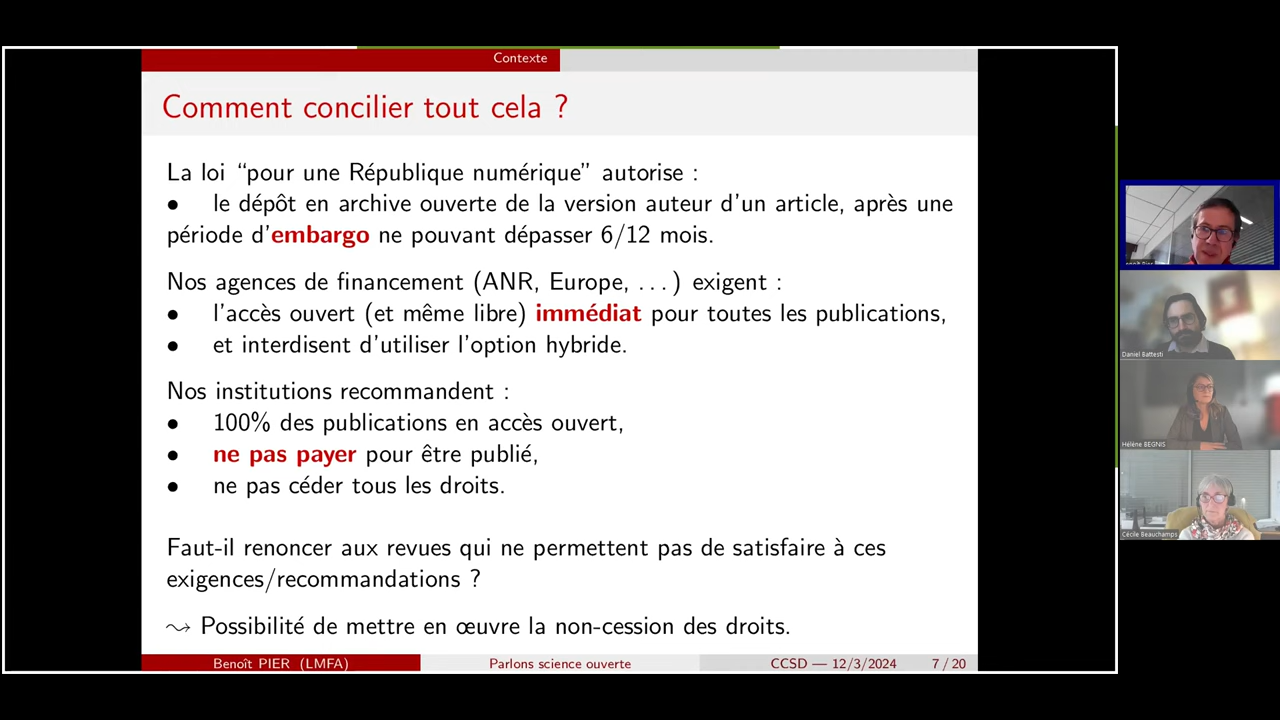 Contexte
Comment concilier tout cela ?
La loi “pour une République numérique” autorise :
• le dépôt en archive ouverte de la version auteur d’un article, après une
période d’embargo ne pouvant dépasser 6/12 mois.
Nos agences de financement (ANR, Europe, ...) exigent :
• l’accès ouvert (et même libre) immédiat pour toutes les publications,
• et interdisent d’utiliser l’option hybride.
Nos institutions recommandent :
• 100% des publications en accès ouvert,
• ne pas payer pour être publié,
• ne pas céder tous les droits.
Faut-il renoncer aux revues qui ne permettent pas de satisfaire à ces
exigences/recommandations ?
⤳ Possibilité de mettre en œuvre la non-cession des droits.
Benoît PIER (LMFA) Parlons science ouverte CCSD — 12/3/2024 7 / 20
Daniel Battesti
Hélène BEGNIS
Cécile Beauchamps